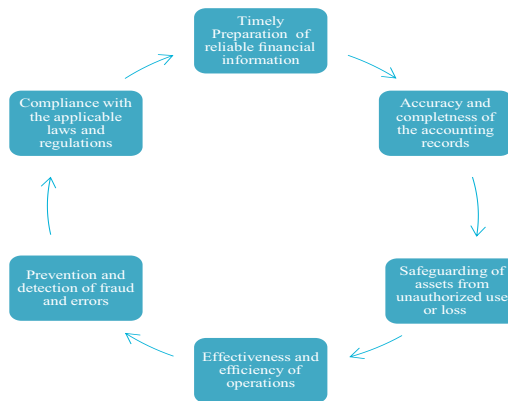 Timely
Preparation of
reliable financial
information
Accuracy and
completness of
the accounting
records
Safeguarding of
assets from
unauthorized use
or loss
Effectiveness and
efficiency of
operations
Prevention and
detection of fraud
and errors
Compliance with
the applicable
laws and
regulations